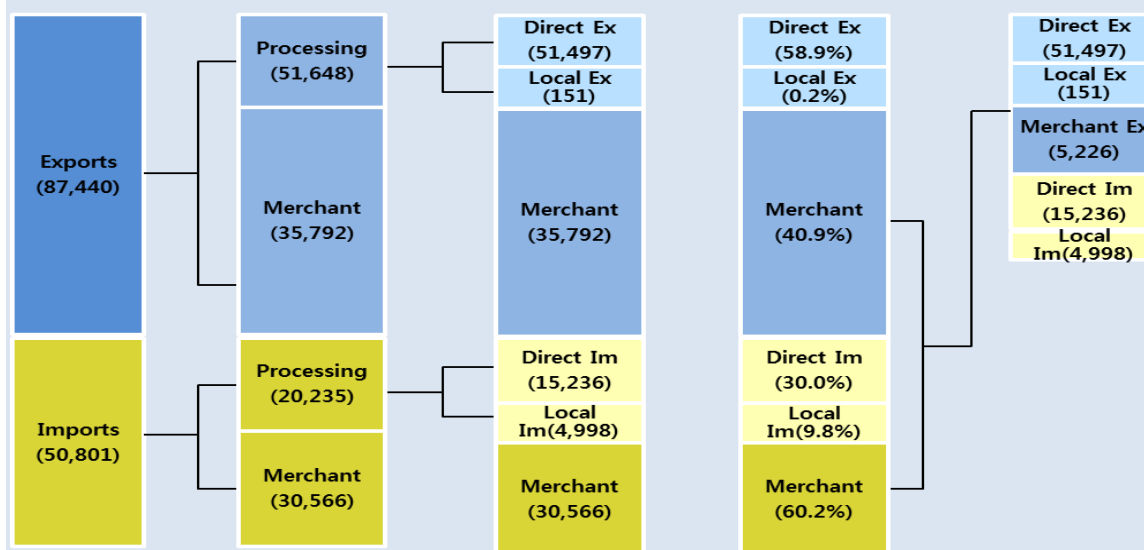 Exports
(87,440)
Imports
(50,801)
Processing
(51,648)
Merchant
(35,792)
Processing
(20,235)
Merchant
(30,566)
Direct Ex
(51,497)
Local Ex
(151)
Merchant
(35,792)
Direct Im
(15,236)
Local
Im(4,998)
Merchant
(30,566)
Direct Ex
(58.9%)
Local Ex
(0.2%)
Merchant
(40.9%)
Direct Im
(30.0%)
Local
Im(9.8%)
Merchant
(60.2%)
Direct Ex
(51,497)
Local Ex
(151)
Merchant Ex
(5,226)
Direct Im
(15,236)
Local
Im(4,998)